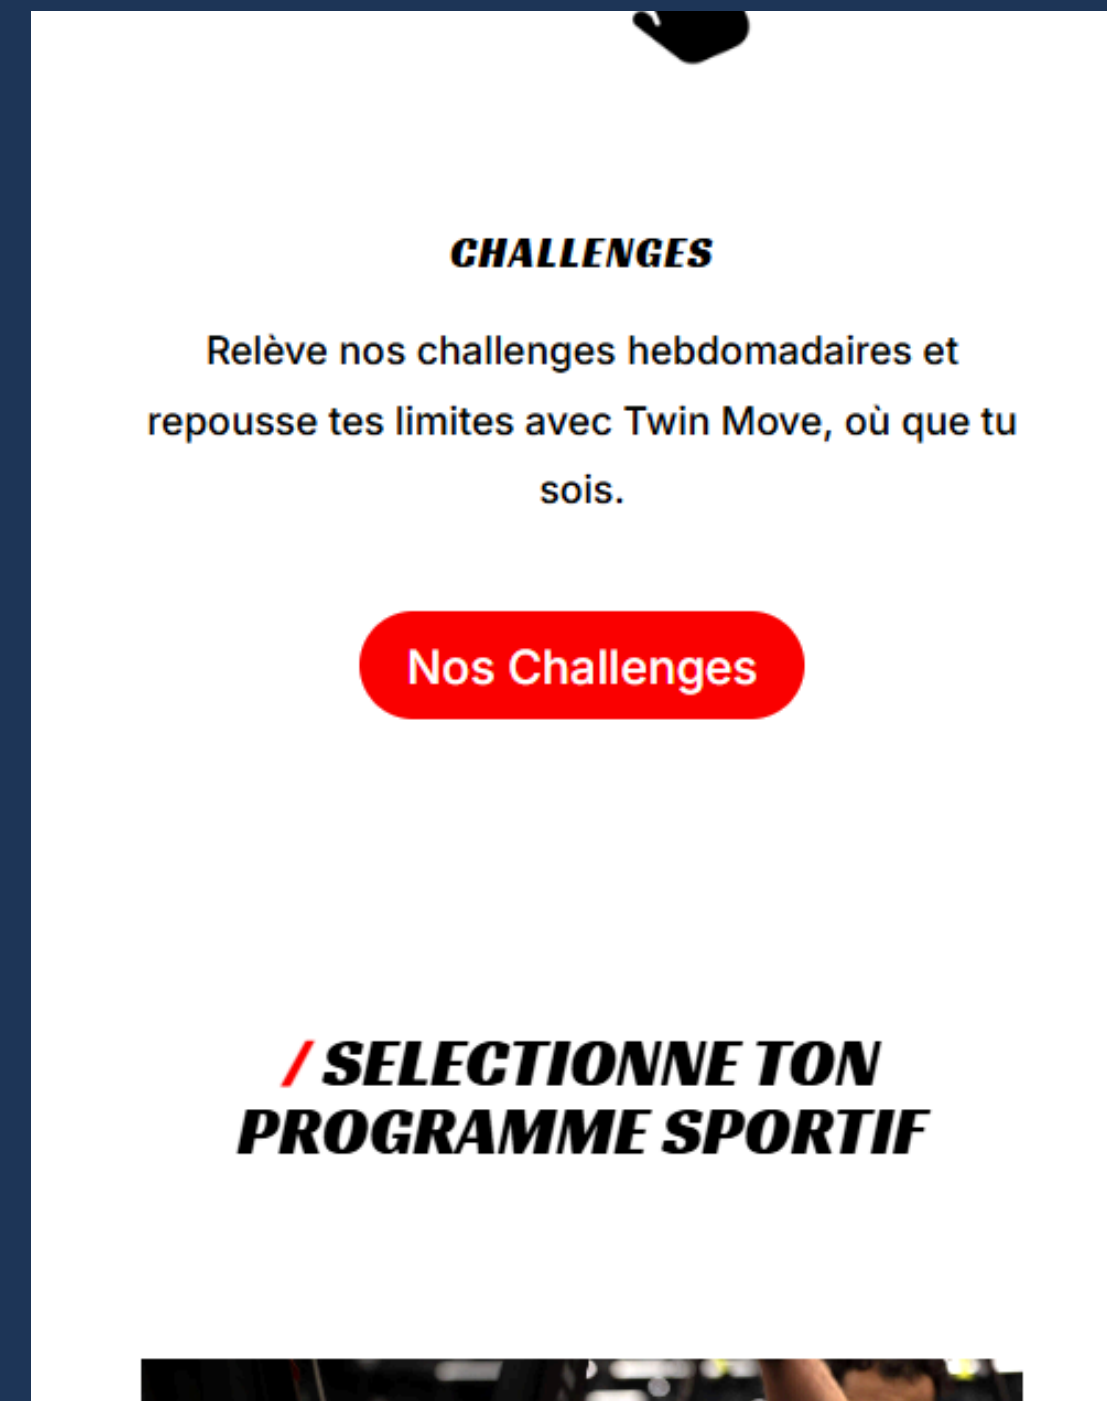 CHALLENGES
Relève nos challenges hebdomadaires et
repousse tes limites avec Twin Move, où que tu
sois.
Nos Challenges
/ SELECTIONNE TON
PROGRAMME SPORTIF